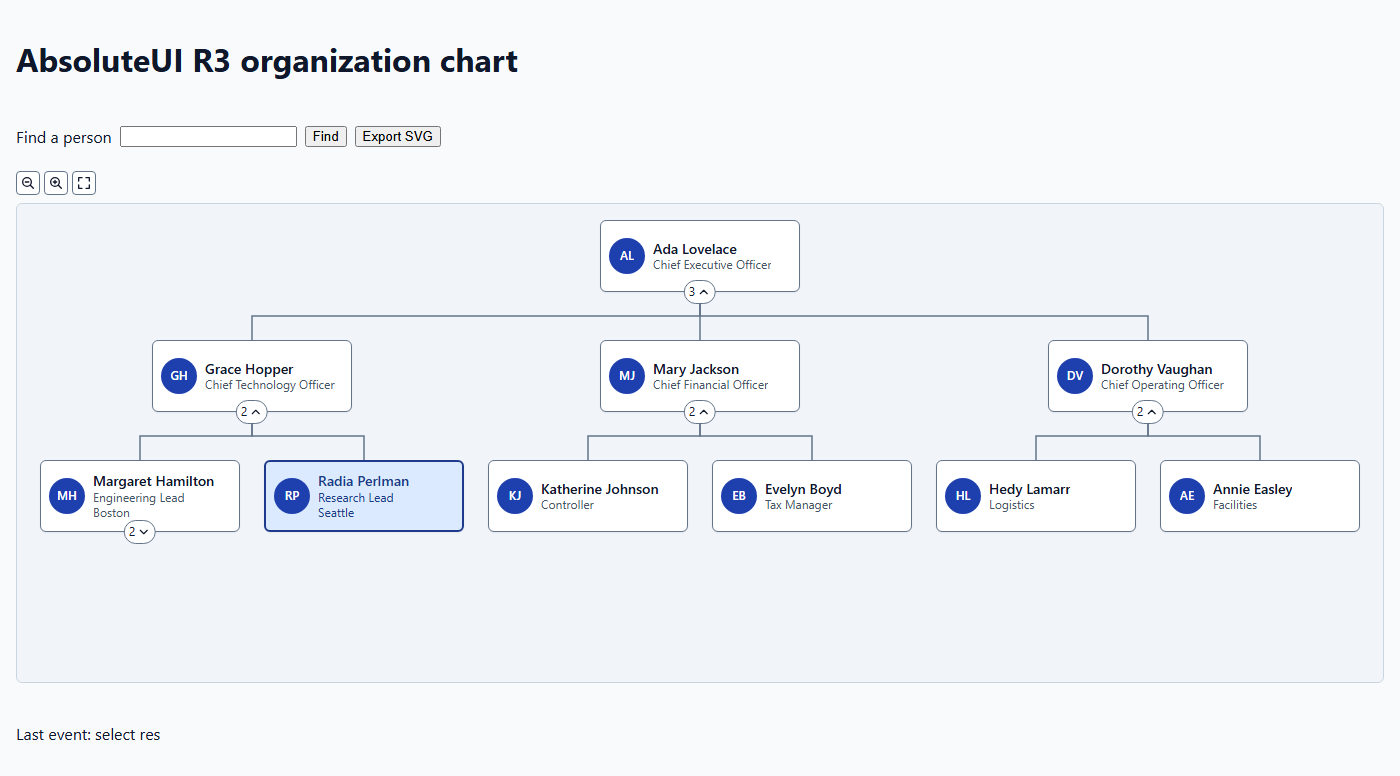 AbsoluteUI R3 organization chart
Find a person
Find
Export SVG
AL
Ada Lovelace
Chief Executive Officer
3
GH
Grace Hopper
Chief Technology Officer
2
MJ
Mary Jackson
Chief Financial Officer
2
DV
Dorothy Vaughan
Chief Operating Officer
2
MH
Margaret Hamilton
Engineering Lead
Boston
2
RP
Radia Perlman
Research Lead
Seattle
KJ
Katherine Johnson
Controller
EB
Evelyn Boyd
Tax Manager
HL
Hedy Lamarr
Logistics
AE
Annie Easley
Facilities
Last event: select res